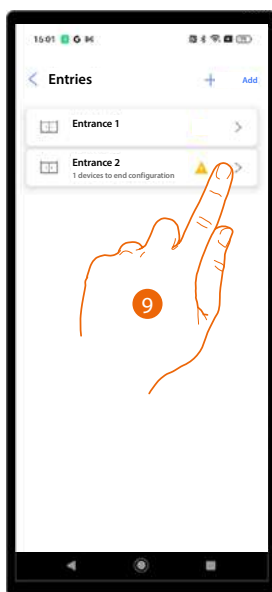 15:01
Entries
+ Add
Entrance 1
Entrance 2
1 devices to end configuration
9